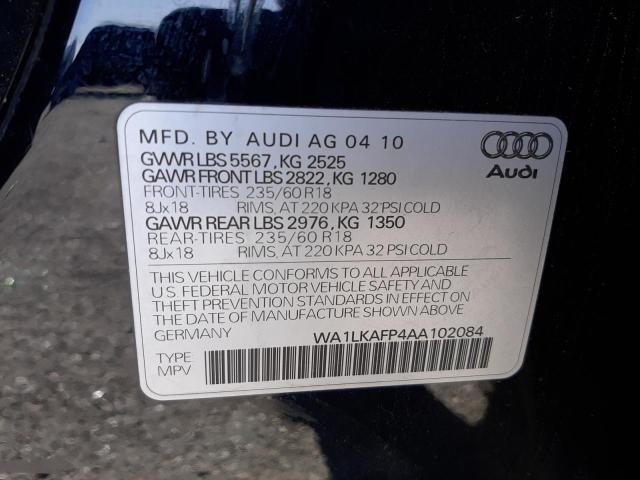 MFD. BY AUDI AG 04 10
GVWR LBS 5567, KG 2525
GAWR FRONT LBS 2822, KG 1280
FRONT-TIRES 235/60 R18
8Jx18 RIMS, AT 220 KPA 32 PSI COLD
GAWR REAR LBS 2976, KG 1350
REAR-TIRES 235/60 R18
8Jx18 RIMS, AT 220 KPA 32 PSI COLD
Audi
THIS VEHICLE CONFORMS TO ALL APPLICABLE
U.S. FEDERAL MOTOR VEHICLE SAFETY AND
THEFT PREVENTION STANDARDS IN EFFECT ON
THE DATE OF MANUFACTURE SHOWN ABOVE.
GERMANY WA1LKAFP4AA102084
TYPE
MPV